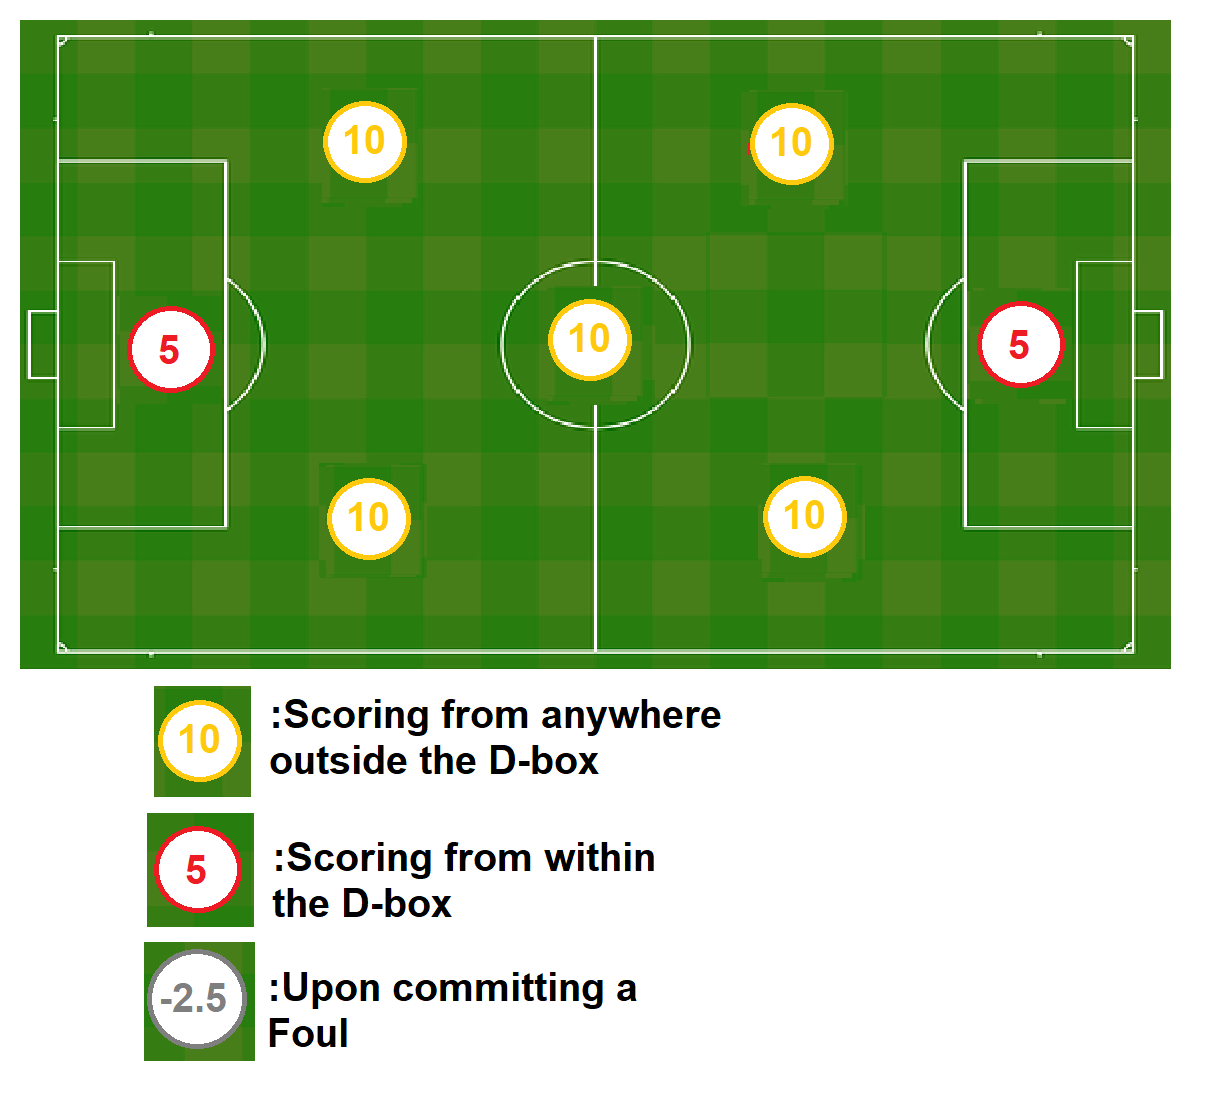 10
10
5
10
5
10
10
10
:Scoring from anywhere
outside the D-box
5
:Scoring from within
the D-box
-2.5
:Upon committing a
Foul